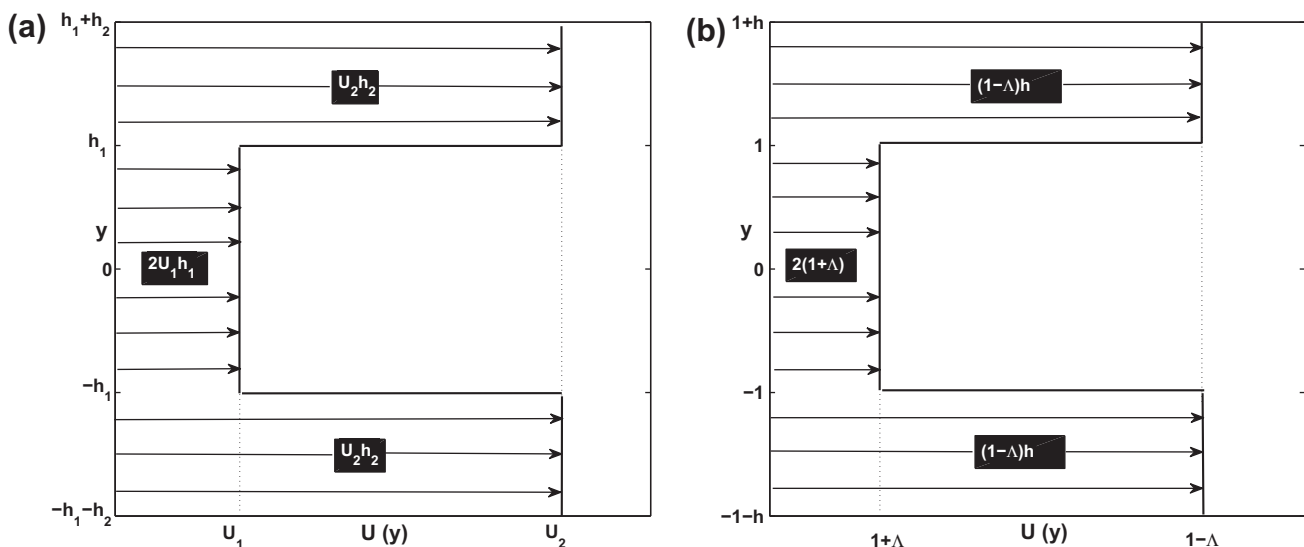 (a)
h₁+h₂
U₂h₂
h₁
y
2U₁h₁
0
−h₁
U₂h₂
−h₁−h₂
U₁
U (y)
U₂
(b)
1+h
(1−Λ)h
1
y
2(1+Λ)
0
−1
(1−Λ)h
−1−h
1+Λ
U (y)
1−Λ